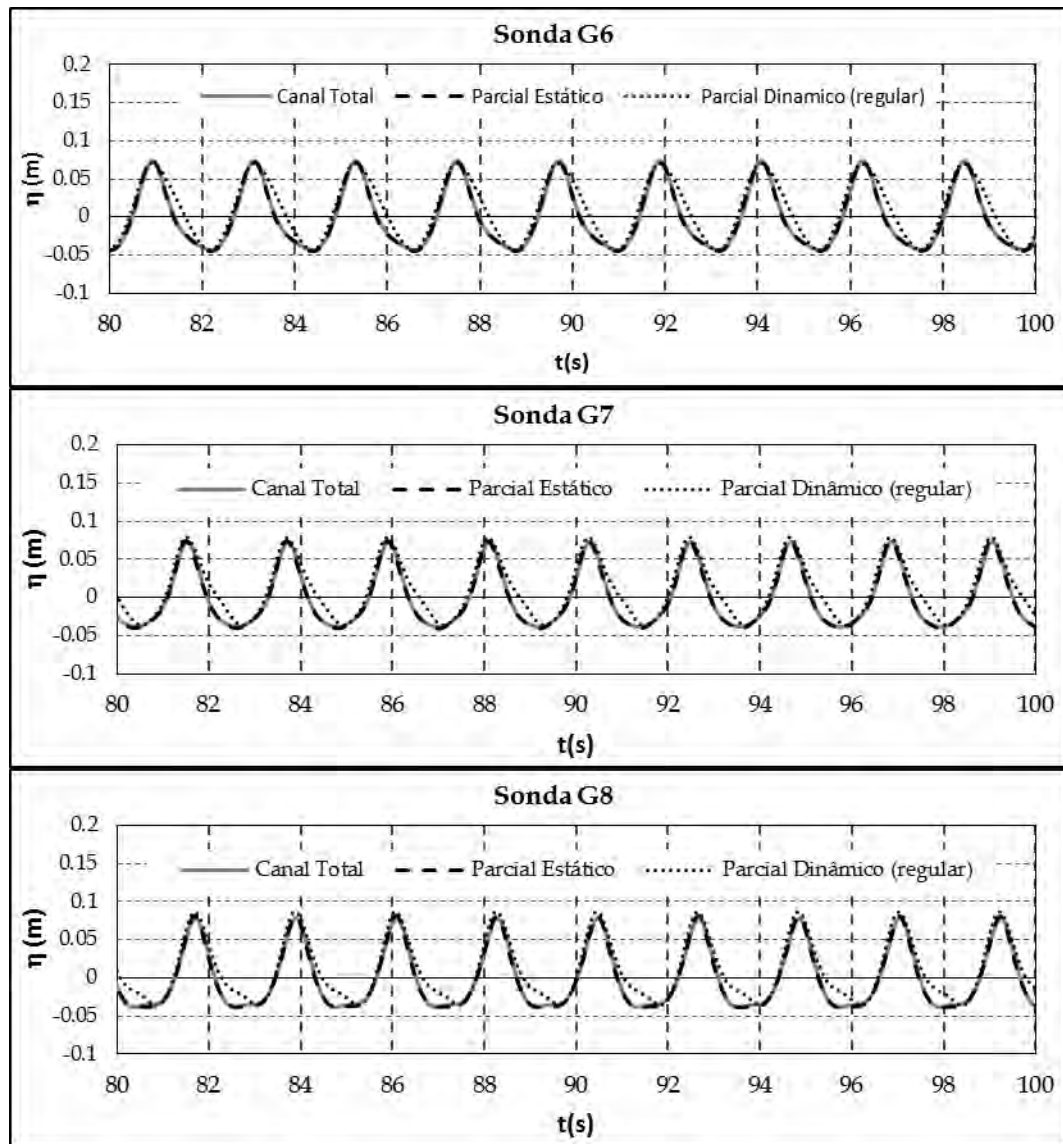 Sonda G6
0.2
0.15
0.1
0.05
0
-0.05
-0.1
η (m)
Canal Total Parcial Estático Parcial Dinamico (regular)
80 82 84 86 88 90 92 94 96 98 100
t(s)
Sonda G7
0.2
0.15
0.1
0.05
0
-0.05
-0.1
η (m)
Canal Total Parcial Estático Parcial Dinâmico (regular)
80 82 84 86 88 90 92 94 96 98 100
t(s)
Sonda G8
0.2
0.15
0.1
0.05
0
-0.05
-0.1
η (m)
Canal Total Parcial Estático Parcial Dinâmico (regular)
80 82 84 86 88 90 92 94 96 98 100
t(s)